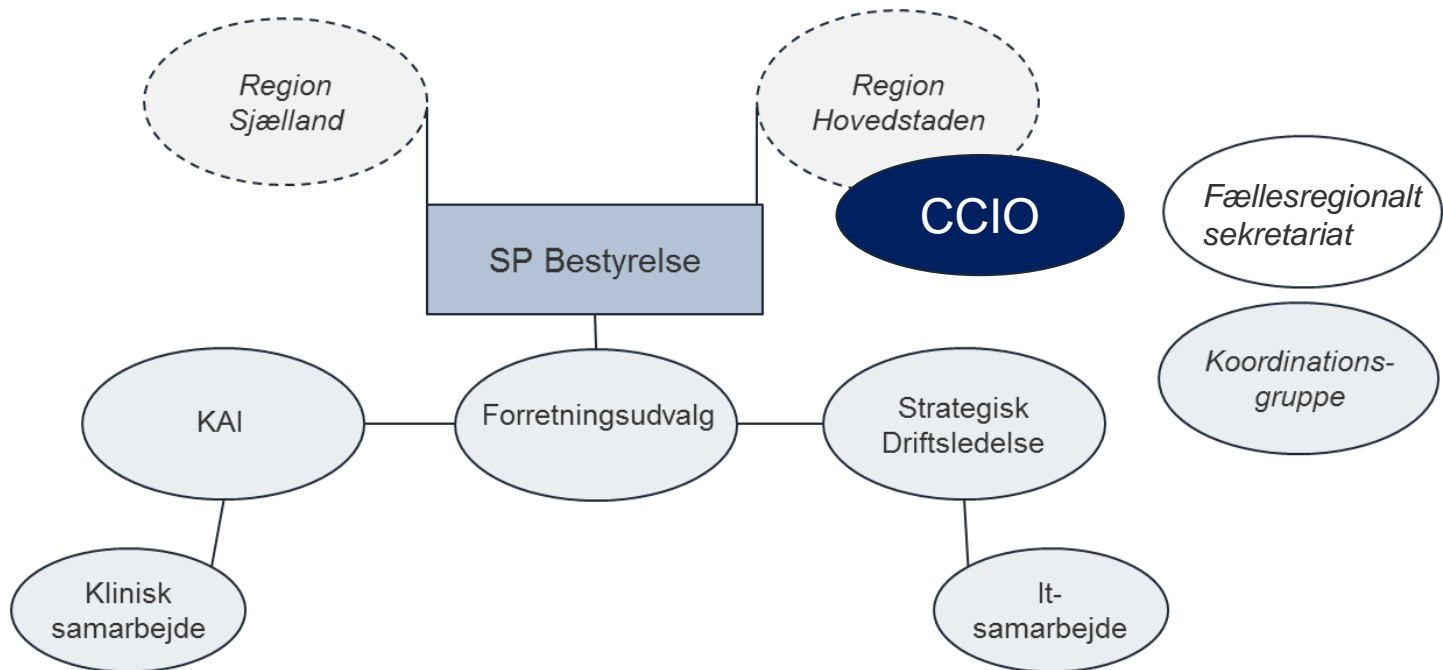 Region
Sjælland
Region
Hovedstaden
CCIO
Fællesregionalt
sekretariat
SP Bestyrelse
Koordinations-
gruppe
KAI
Forretningsudvalg
Strategisk
Driftsledelse
Klinisk
samarbejde
It-
samarbejde